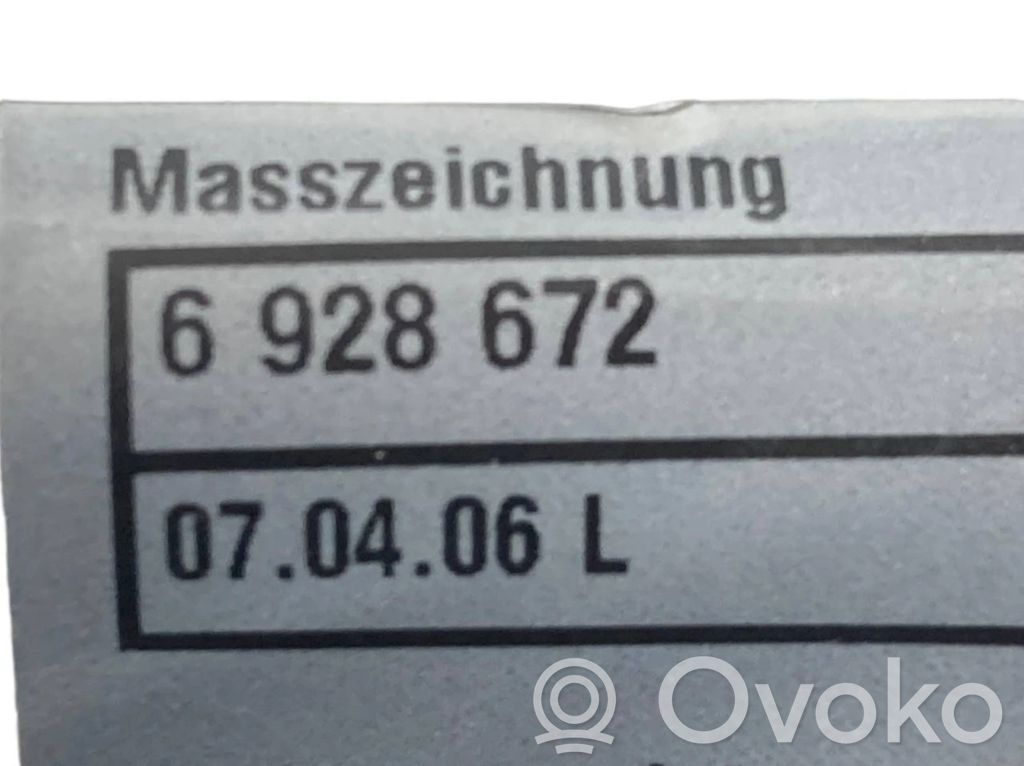 Masszeichnung
6 928 672
07.04.06 L
R Ovoko